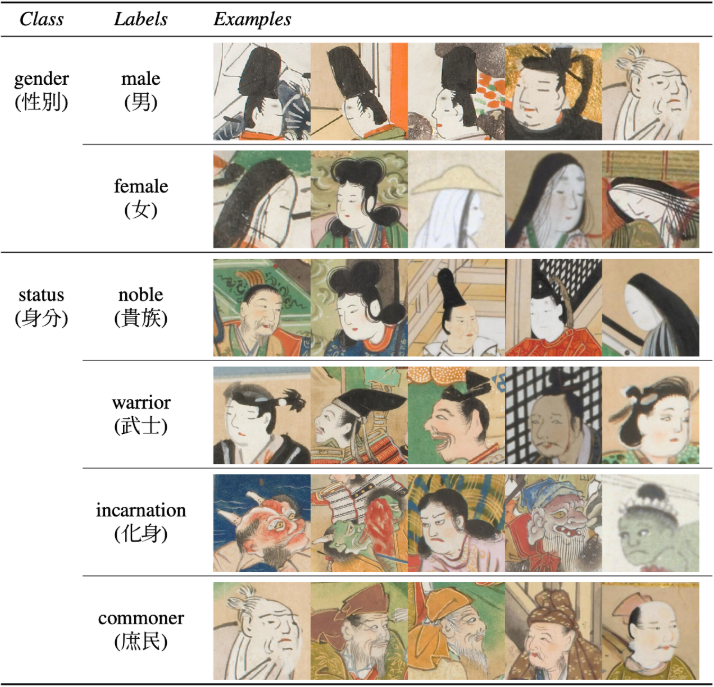 Class Labels Examples
gender male
(性別) (男)
female
(女)
status noble
(身分) (貴族)
warrior
(武士)
incarnation
(化身)
commoner
(庶民)